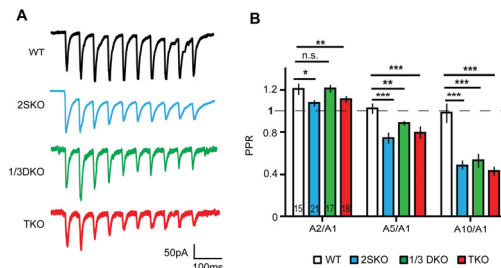 A
WT
2SKO
1/3DKO
TKO
50pA
100ms
B
**
n.s.
*
***
**
***
***
***
***
1.2
1
0.8
0.4
0
PPR
15
21
17
18
A2/A1
A5/A1
A10/A1
WT
2SKO
1/3 DKO
TKO